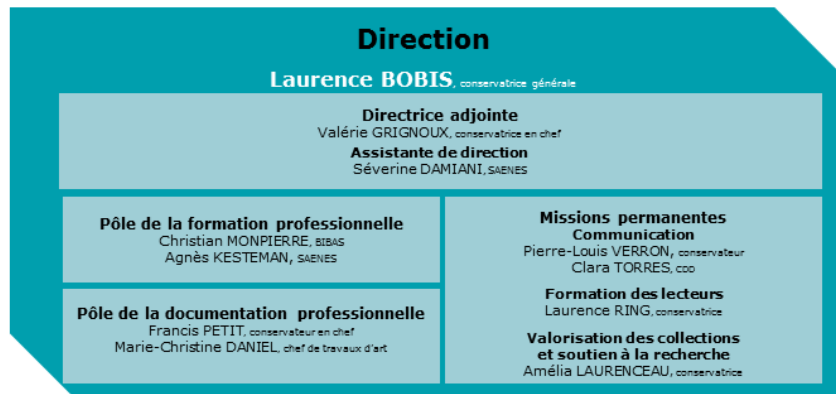 Direction
Laurence BOBIS, conservatrice générale
Directrice adjointe
Valérie GRIGNOUX, conservatrice en chef
Assistante de direction
Séverine DAMIANI, SAENES
Pôle de la formation professionnelle
Christian MONPIERRE, BIBAS
Agnès KESTEMAN, SAENES
Pôle de la documentation professionnelle
Francis PETIT, conservateur en chef
Marie-Christine DANIEL, chef de travaux d'art
Missions permanentes
Communication
Pierre-Louis VERRON, conservateur
Clara TORRES, CDD
Formation des lecteurs
Laurence RING, conservatrice
Valorisation des collections
et soutien à la recherche
Amélia LAURENCEAU, conservatrice